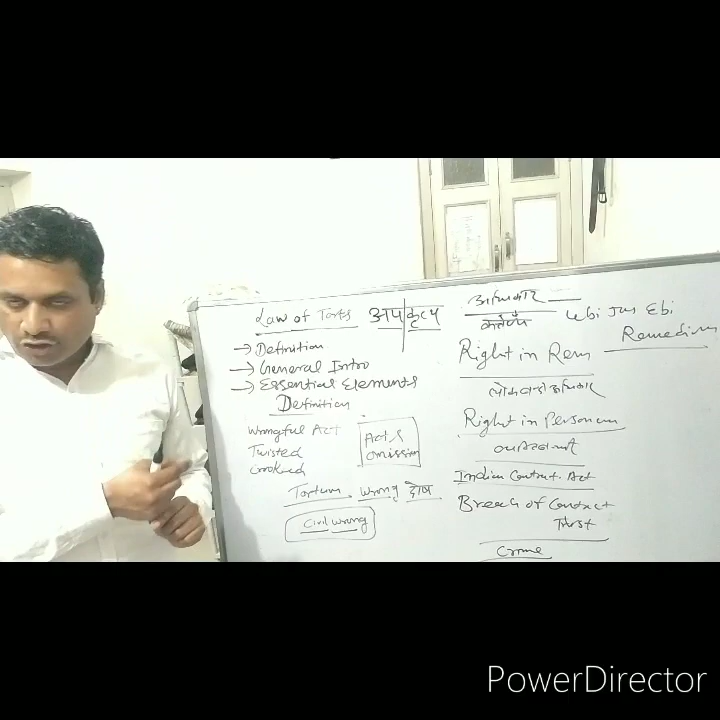 Law of Torts अपकृत्य
→ Definition
→ General Intro
→ Essential Elements
Definition
Wrongful Act
Twisted
Crooked
Act & omission
Tortum. Wrong दोष
Civil wrong
अधिकार
कर्तव्य
Ubi Jus Ebi
Remedium
Right in Rem
Right in Personam
Indian Contract. Act
Breach of Contract
Trust
Crime
PowerDirector